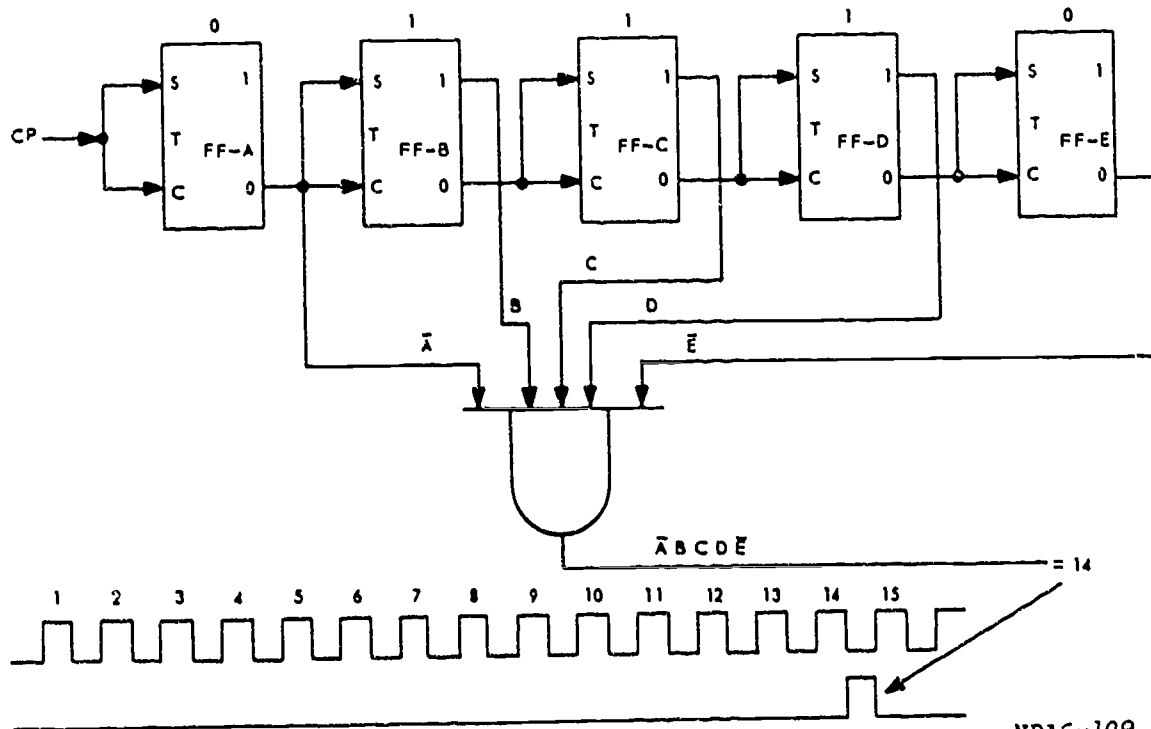 0 1 1 1 0
S 1 S 1 S 1 S 1 S 1
CP
T T T T T
FF-A FF-B FF-C FF-D FF-E
C 0 C 0 C 0 C 0 C 0
C
B D
Ā Ē
Ā B C D Ē = 14
1 2 3 4 5 6 7 8 9 10 11 12 13 14 15